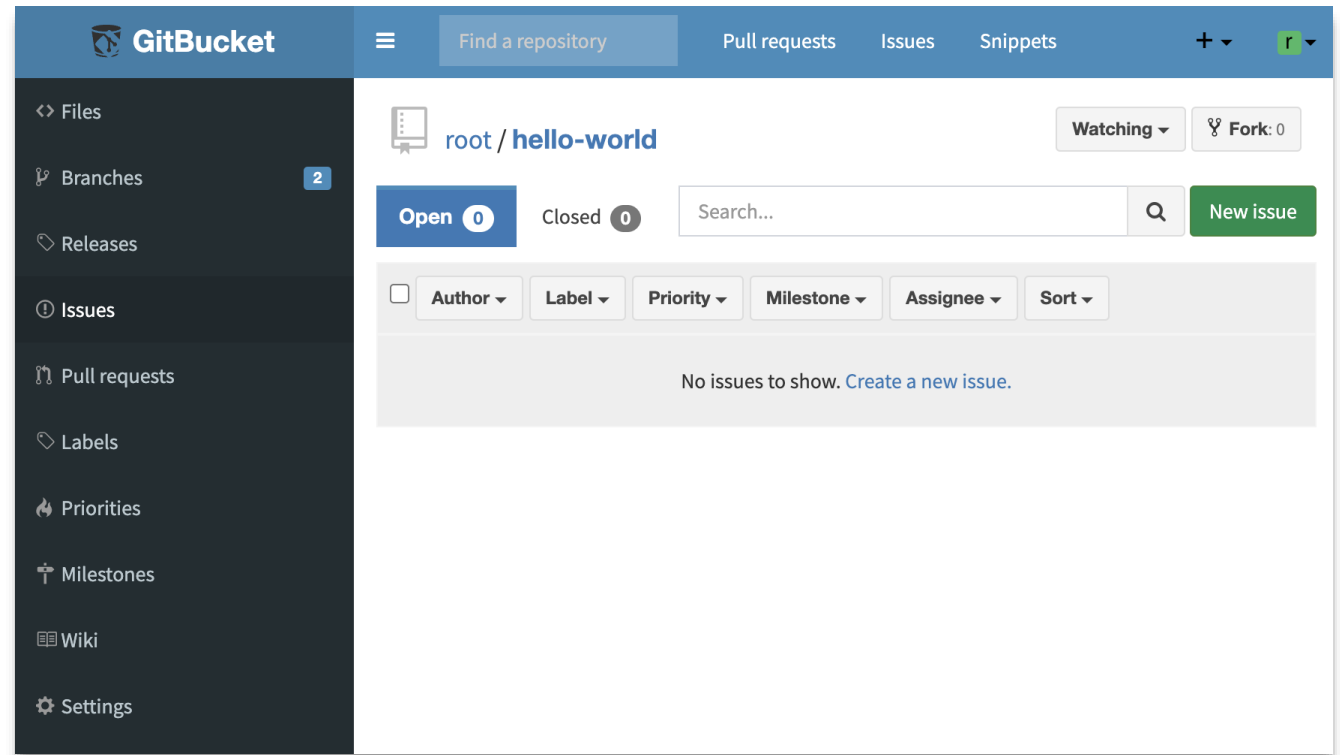 GitBucket
Find a repository
Pull requests
Issues
Snippets
r
Files
Branches 2
Releases
Issues
Pull requests
Labels
Priorities
Milestones
Wiki
Settings
root / hello-world
Watching
Fork: 0
Open 0
Closed 0
Search...
New issue
Author
Label
Priority
Milestone
Assignee
Sort
No issues to show. Create a new issue.